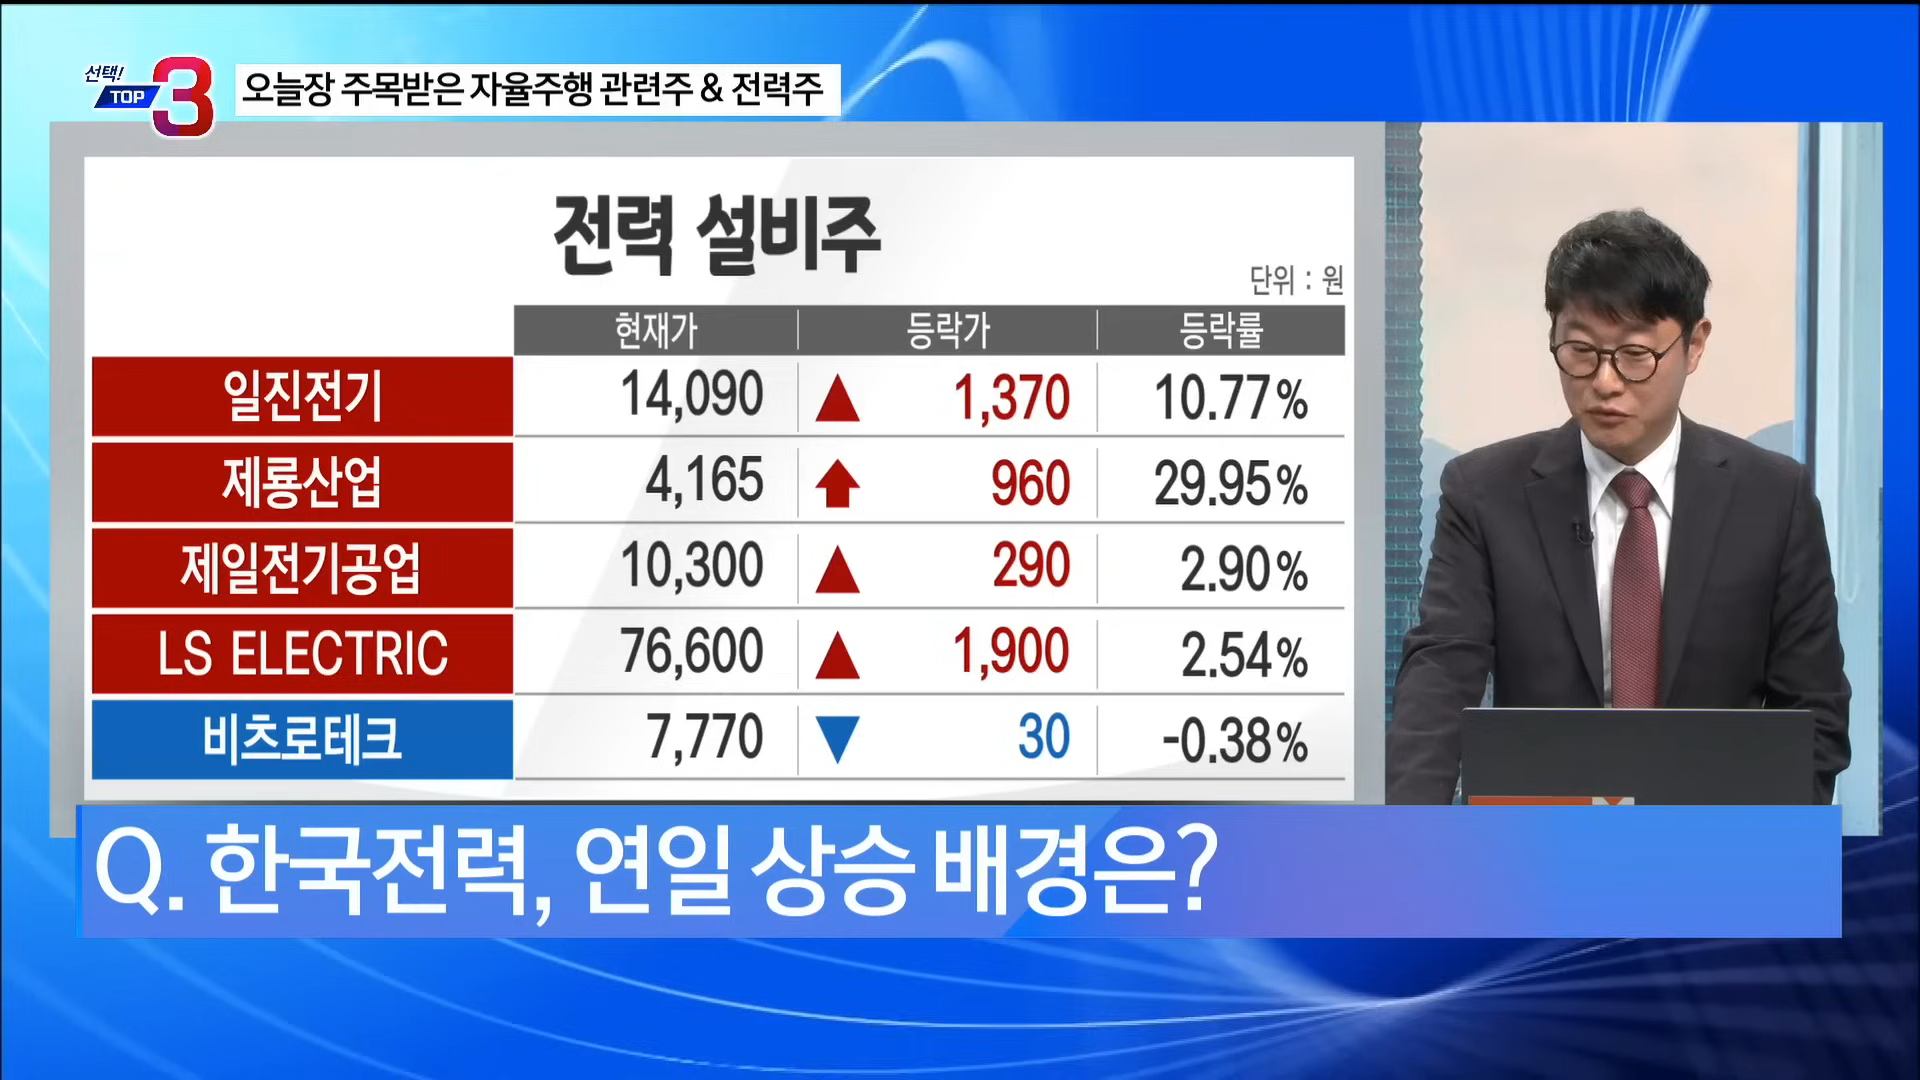 선택!
TOP 3
오늘장 주목받은 자율주행 관련주 & 전력주
전력 설비주
단위 : 원
현재가 등락가 등락률
일진전기 14,090 ▲ 1,370 10.77%
제룡산업 4,165 ⬆ 960 29.95%
제일전기공업 10,300 ▲ 290 2.90%
LS ELECTRIC 76,600 ▲ 1,900 2.54%
비츠로테크 7,770 ▼ 30 -0.38%
Q. 한국전력, 연일 상승 배경은?